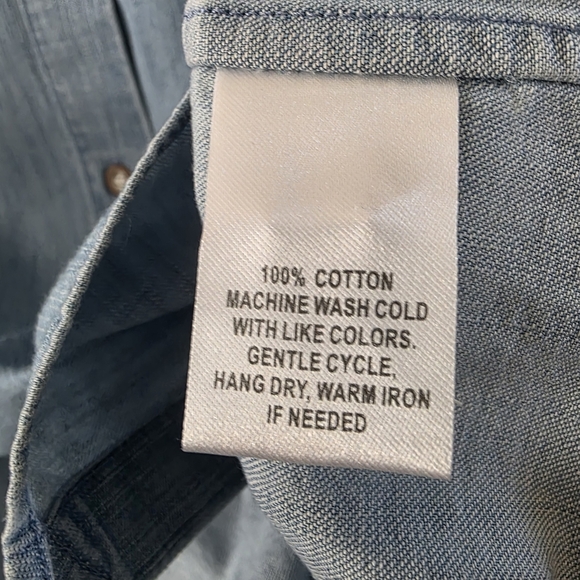 100% COTTON
MACHINE WASH COLD
WITH LIKE COLORS.
GENTLE CYCLE,
HANG DRY, WARM IRON
IF NEEDED